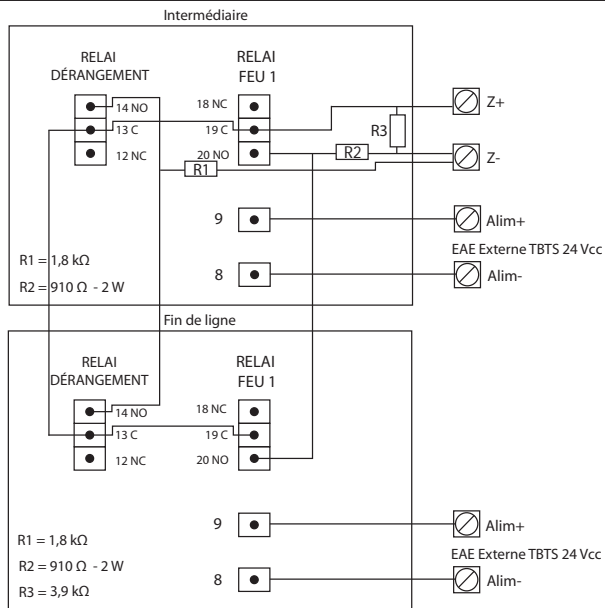 Intermédiaire
RELAI
DÉRANGEMENT
RELAI
FEU 1
14 NO
18 NC
13 C
19 C
12 NC
20 NO
R1
R2
R3
Z+
Z-
9
Alim+
EAE Externe TBTS 24 Vcc
8
Alim-
R1 = 1,8 kΩ
R2 = 910 Ω - 2 W
Fin de ligne
RELAI
DÉRANGEMENT
RELAI
FEU 1
14 NO
18 NC
13 C
19 C
12 NC
20 NO
9
Alim+
EAE Externe TBTS 24 Vcc
8
Alim-
R1 = 1,8 kΩ
R2 = 910 Ω - 2 W
R3 = 3,9 kΩ